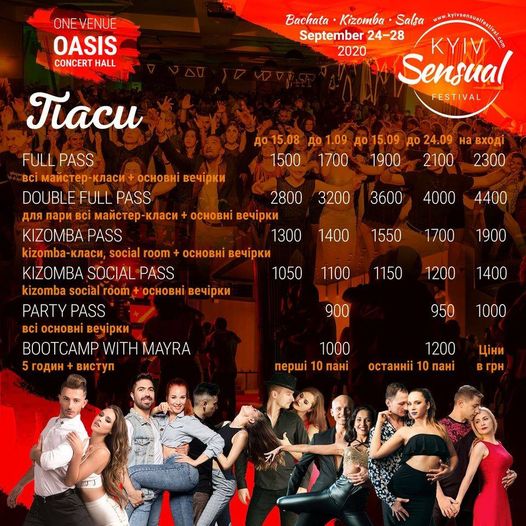 ONE VENUE
OASIS
CONCERT HALL
Bachata • Kizomba • Salsa
September 24–28
2020
www.kyivsensualfestival.com
KYIV
Sensual
FESTIVAL
Паси
до 15.08 до 1.09 до 15.09 до 24.09 на вході
FULL PASS 1500 1700 1900 2100 2300
всі майстер-класи + основні вечірки
DOUBLE FULL PASS 2800 3200 3600 4000 4400
для пари всі майстер-класи + основні вечірки
KIZOMBA PASS 1300 1400 1550 1700 1900
kizomba-класи, social room + основні вечірки
KIZOMBA SOCIAL PASS 1050 1100 1150 1200 1400
kizomba social room + основні вечірки
PARTY PASS 900 950 1000
всі основні вечірки
BOOTCAMP WITH MAYRA 1000 1200 Ціни
5 годин + виступ перші 10 пані останніі 10 пані в грн